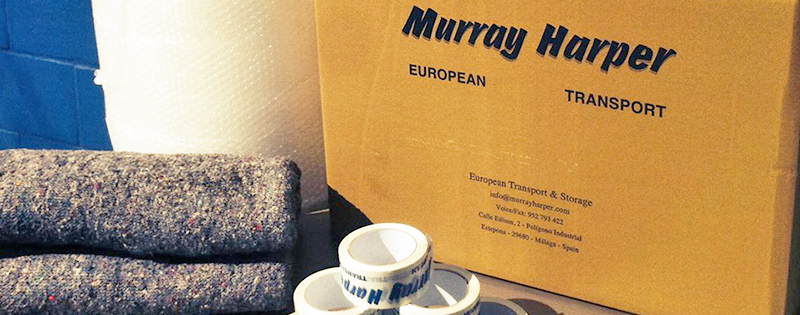 Murray Harper
EUROPEAN
TRANSPORT
European Transport & Storage
info@murrayharper.com
Voice/Fax: 952 793 422
Calle Edison, 2 - Polígono Industrial
Estepona - 29680 - Málaga - Spain
Murray Harp